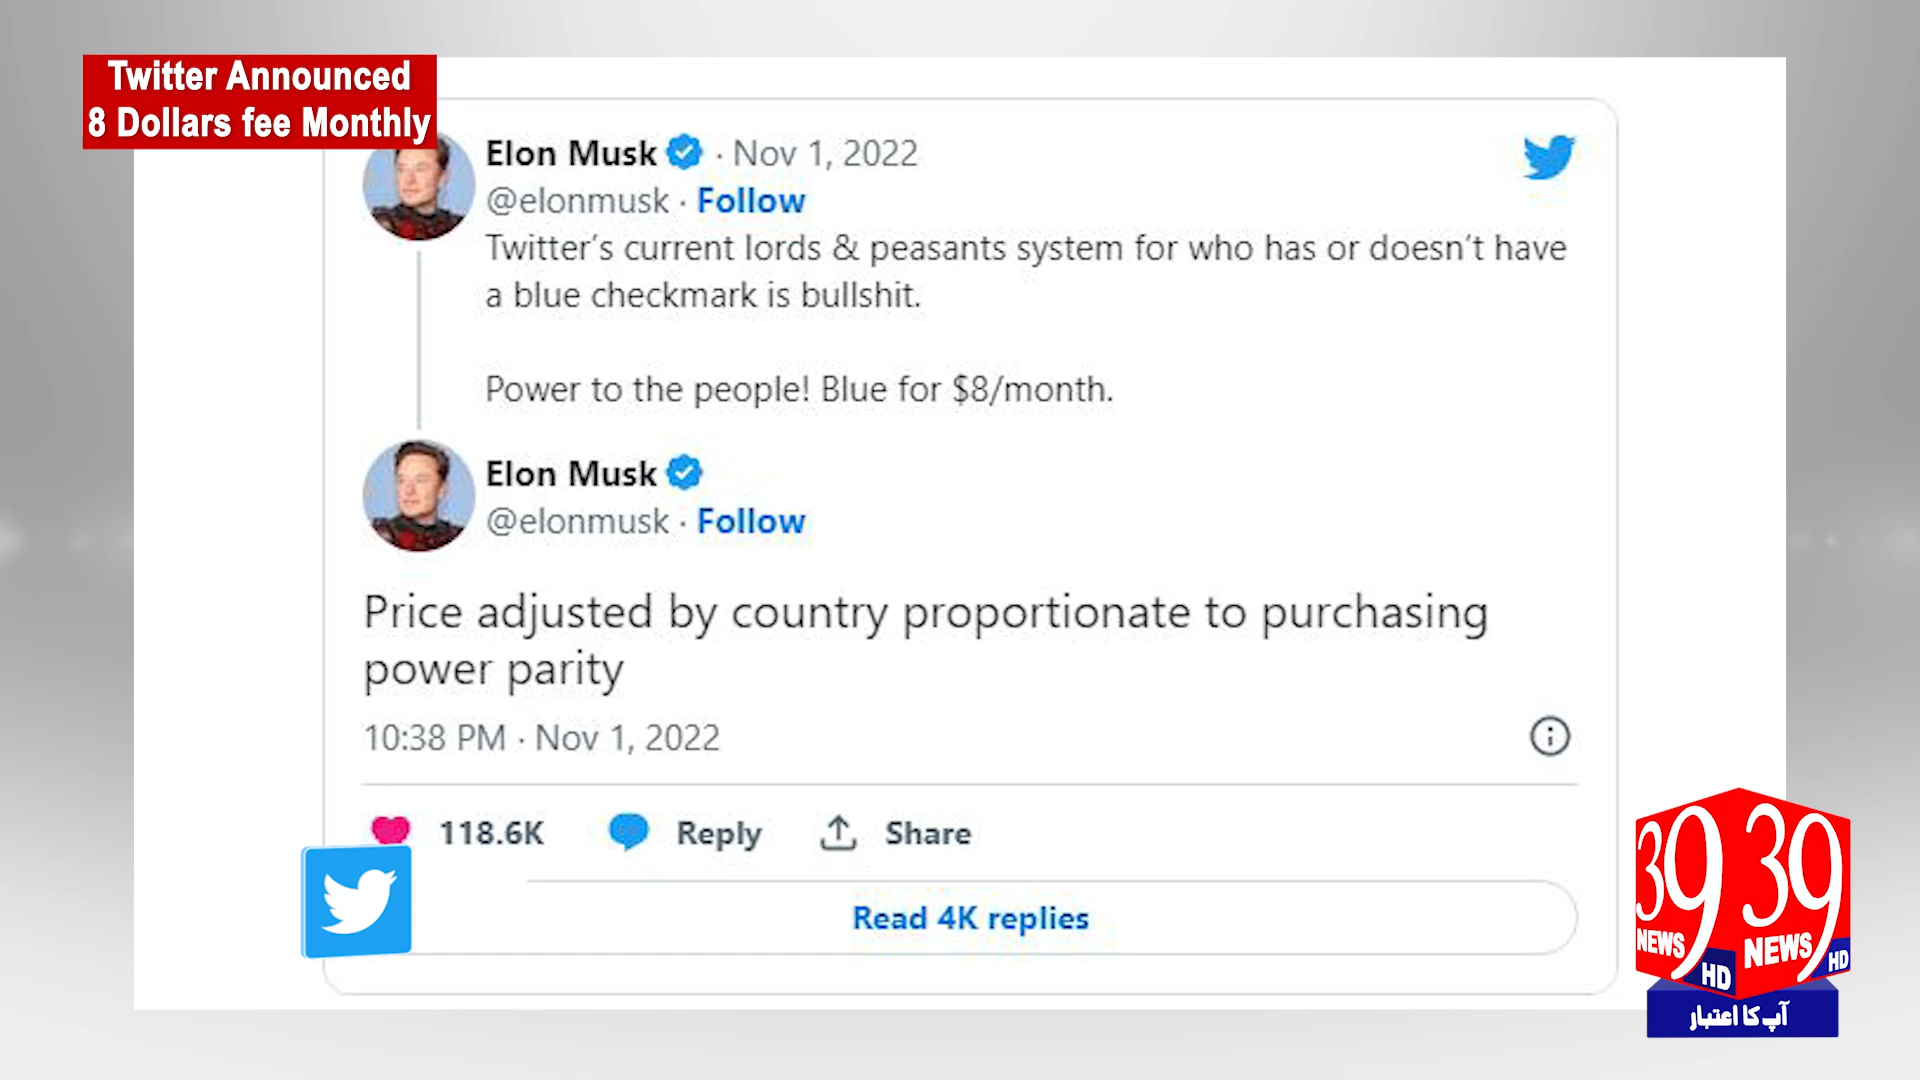 Twitter Announced
8 Dollars fee Monthly
Elon Musk · Nov 1, 2022
@elonmusk · Follow
Twitter's current lords & peasants system for who has or doesn't have
a blue checkmark is bullshit.
Power to the people! Blue for $8/month.
Elon Musk
@elonmusk · Follow
Price adjusted by country proportionate to purchasing
power parity
10:38 PM · Nov 1, 2022
118.6K Reply Share
Read 4K replies
39 NEWS HD
39 NEWS HD
آپ کا اعتبار